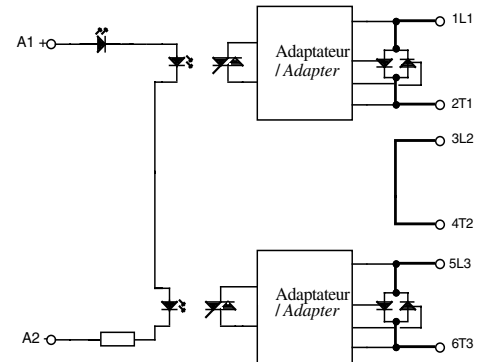 1L1
A1 +
Adaptateur
/ Adapter
2T1
3L2
4T2
5L3
Adaptateur
/ Adapter
A2 -
6T3